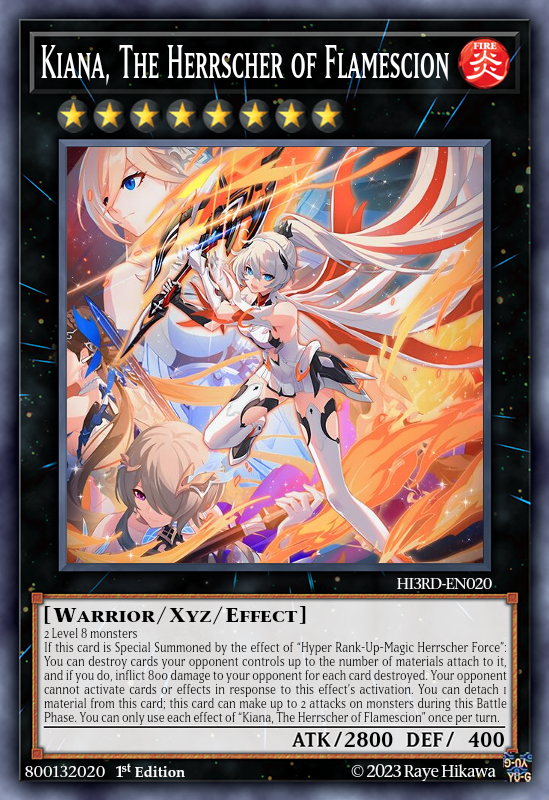 Kiana, The Herrscher of Flamescion
FIRE
炎
HI3RD-EN020
[Warrior/Xyz/Effect]
2 Level 8 monsters
If this card is Special Summoned by the effect of “Hyper Rank-Up-Magic Herrscher Force”:
You can destroy cards your opponent controls up to the number of materials attach to it,
and if you do, inflict 800 damage to your opponent for each card destroyed. Your opponent
cannot activate cards or effects in response to this effect's activation. You can detach 1
material from this card; this card can make up to 2 attacks on monsters during this Battle
Phase. You can only use each effect of “Kiana, The Herrscher of Flamescion” once per turn.
ATK/2800 DEF/ 400
800132020 1st Edition ©2023 Raye Hikawa
YU-G